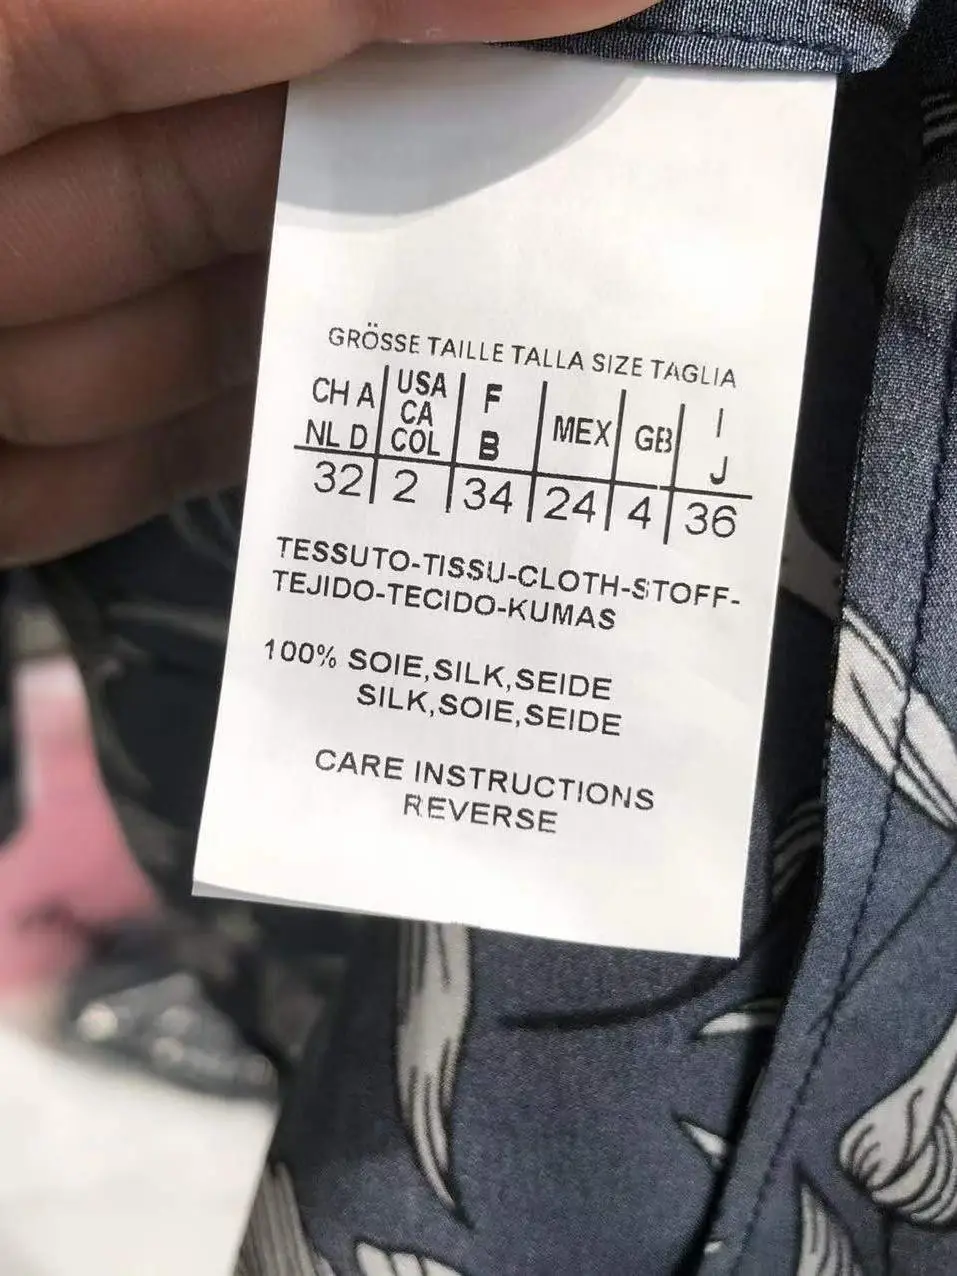 GRÖSSE TAILLE TALLA SIZE TAGLIA
CH A | USA | F | MEX | GB | I
NL D | CA | B | J
COL
32 | 2 | 34 | 24 | 4 | 36
TESSUTO-TISSU-CLOTH-STOFF-
TEJIDO-TECIDO-KUMAS
100% SOIE,SILK,SEIDE
SILK,SOIE,SEIDE
CARE INSTRUCTIONS
REVERSE